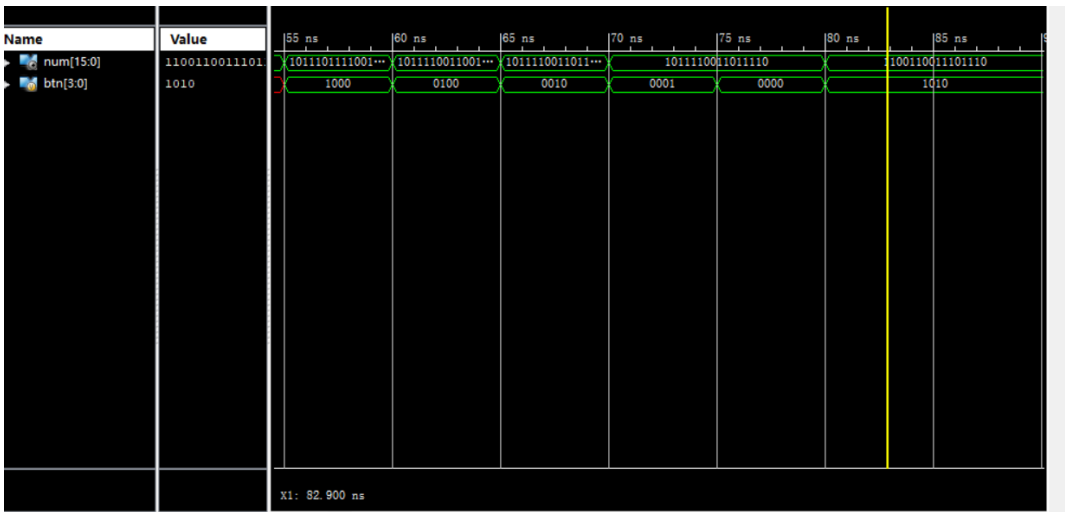 Name Value 55 ns 60 ns 65 ns 70 ns 75 ns 80 ns 85 ns
num[15:0] 1100110011101. 1011101111001··· 1011110011001··· 1011110011011··· 1011110011011110 1100110011101110
btn[3:0] 1010 1000 0100 0010 0001 0000 1010
X1: 82.900 ns